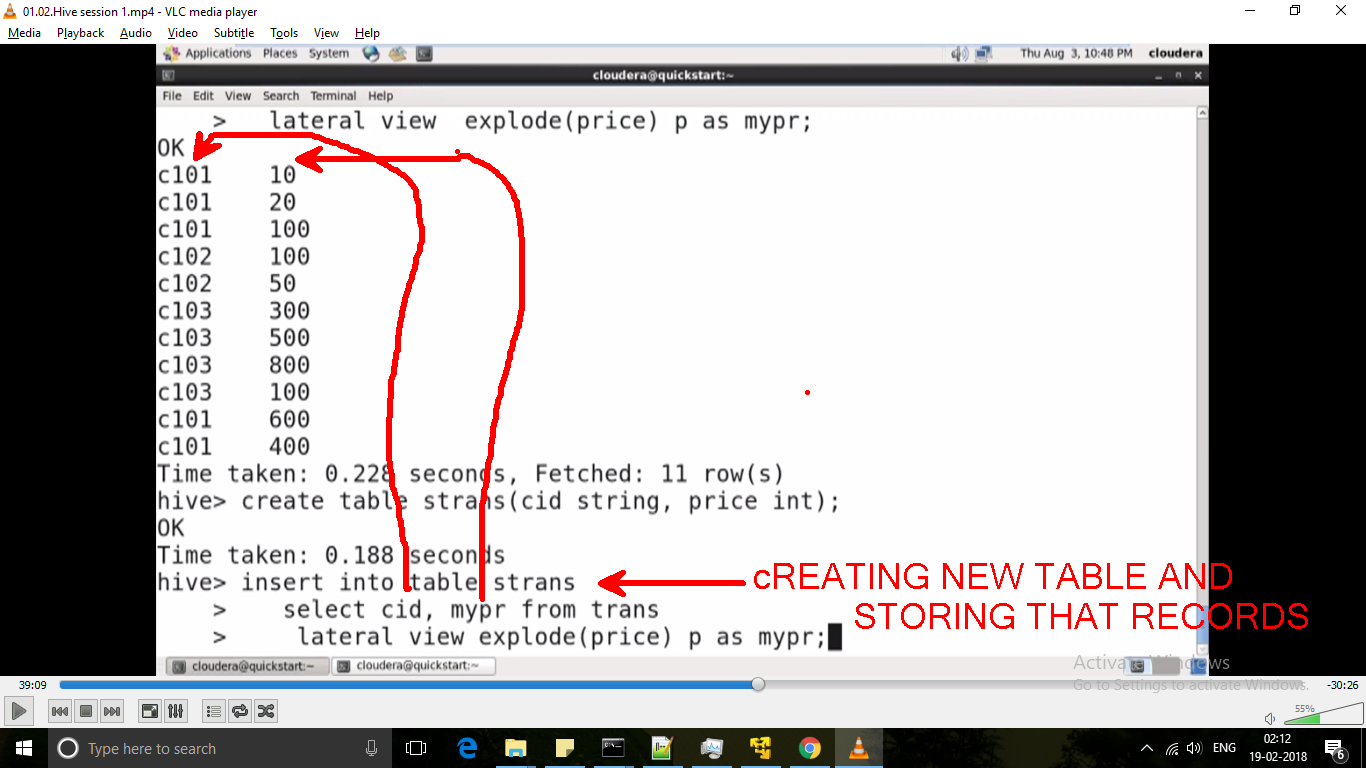 01.02.Hive session 1.mp4 - VLC media player
Media Playback Audio Video Subtitle Tools View Help
Applications Places System Thu Aug 3, 10:48 PM cloudera
cloudera@quickstart:~
File Edit View Search Terminal Help
> lateral view explode(price) p as mypr;
OK
c101 10
c101 20
c101 100
c102 100
c102 50
c103 300
c103 500
c103 800
c103 100
c101 600
c101 400
Time taken: 0.228 seconds, Fetched: 11 row(s)
hive> create table strans(cid string, price int);
OK
Time taken: 0.188 seconds
hive> insert into table strans
cREATING NEW TABLE AND
> select cid, mypr from trans
STORING THAT RECORDS
> lateral view explode(price) p as mypr;
cloudera@quickstart:~ cloudera@quickstart:~
Activate Windows
Go to Settings to activate Windows.
39:09 -30:26
55%
Type here to search
ENG
02:12
19-02-2018
6